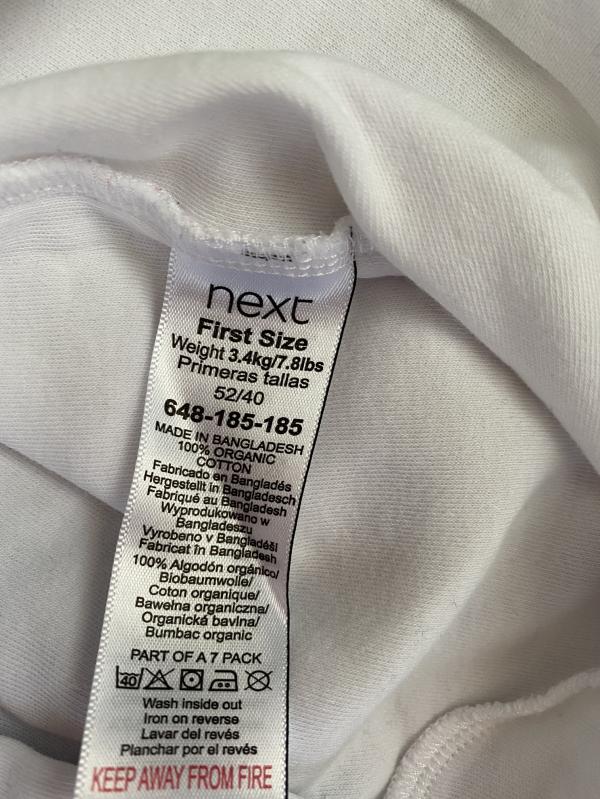 next
First Size
Weight 3.4kg/7.8lbs
Primeras tallas
52/40
648-185-185
MADE IN BANGLADESH
100% ORGANIC
COTTON
Fabricado en Bangladés
Hergestellt in Bangladesch
Fabriqué au Bangladesh
Wyprodukowano w
Bangladeszu
Vyrobeno v Bangladéši
Fabricat în Bangladesh
100% Algodón orgánico/
Biobaumwolle/
Coton organique/
Bawełna organiczna/
Organická bavlna/
Bumbac organic
PART OF A 7 PACK
40
Wash inside out
Iron on reverse
Lavar del revés
Planchar por el revés
KEEP AWAY FROM FIRE